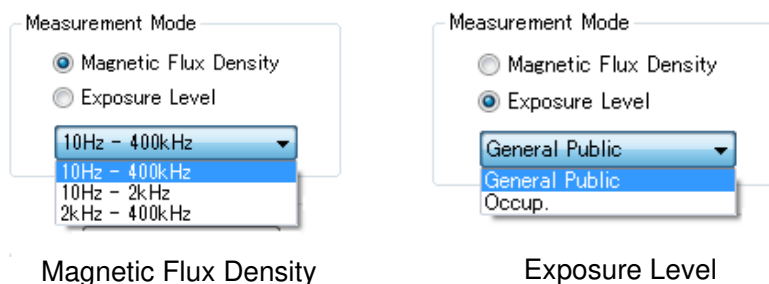 Measurement Mode
Magnetic Flux Density
Exposure Level
10Hz - 400kHz
10Hz - 400kHz
10Hz - 2kHz
2kHz - 400kHz
Magnetic Flux Density
Measurement Mode
Magnetic Flux Density
Exposure Level
General Public
General Public
Occup.
Exposure Level